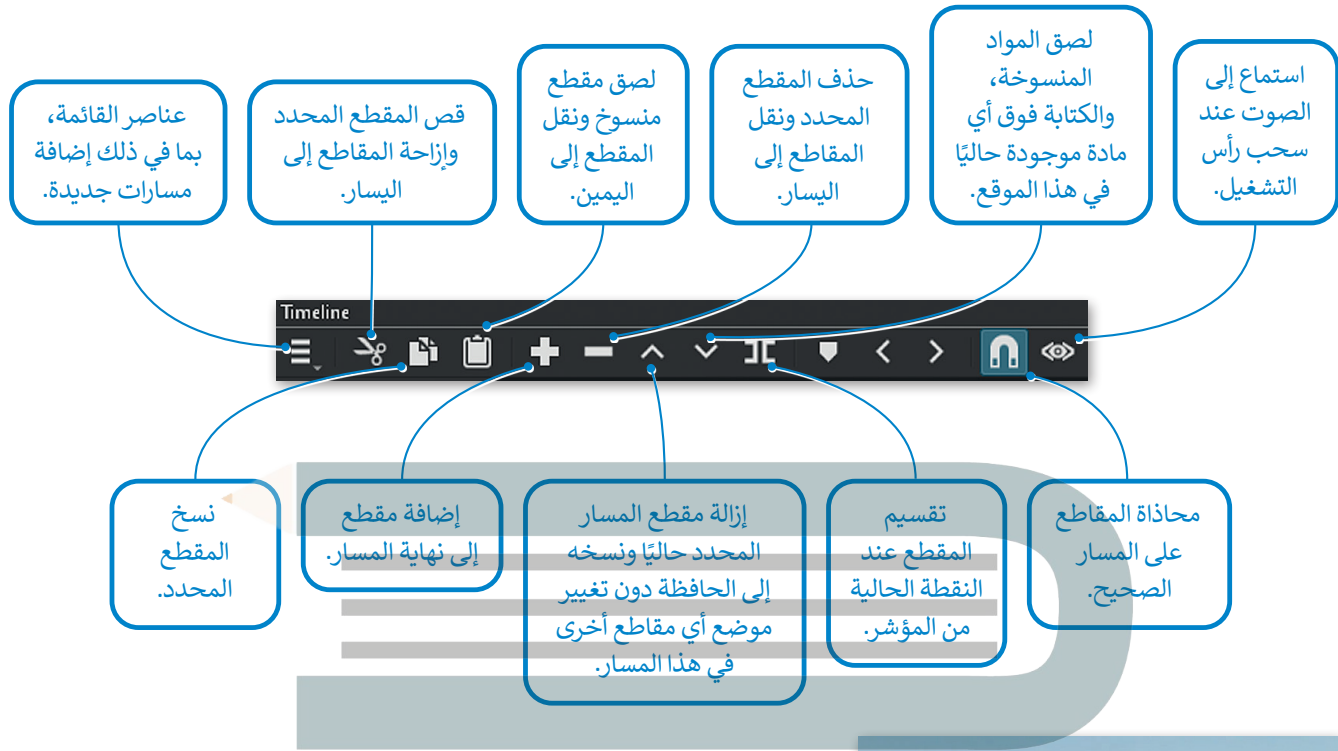 استماع إلى
الصوت عند
سحب رأس
التشغيل.
لصق المواد
المنسوخة،
والكتابة فوق أي
مادة موجودة حاليًا
في هذا الموقع.
حذف المقطع
المحدد ونقل
المقاطع إلى
اليسار.
لصق مقطع
منسوخ ونقل
المقطع إلى
اليمين.
قص المقطع المحدد
وإزاحة المقاطع إلى
اليسار.
عناصر القائمة،
بما في ذلك إضافة
مسارات جديدة.
Timeline
محاذاة المقاطع
على المسار
الصحيح.
تقسيم
المقطع عند
النقطة الحالية
من المؤشر.
إزالة مقطع المسار
المحدد حاليًا ونسخه
إلى الحافظة دون تغيير
موضع أي مقاطع أخرى
في هذا المسار.
إضافة مقطع
إلى نهاية المسار.
نسخ
المقطع
المحدد.